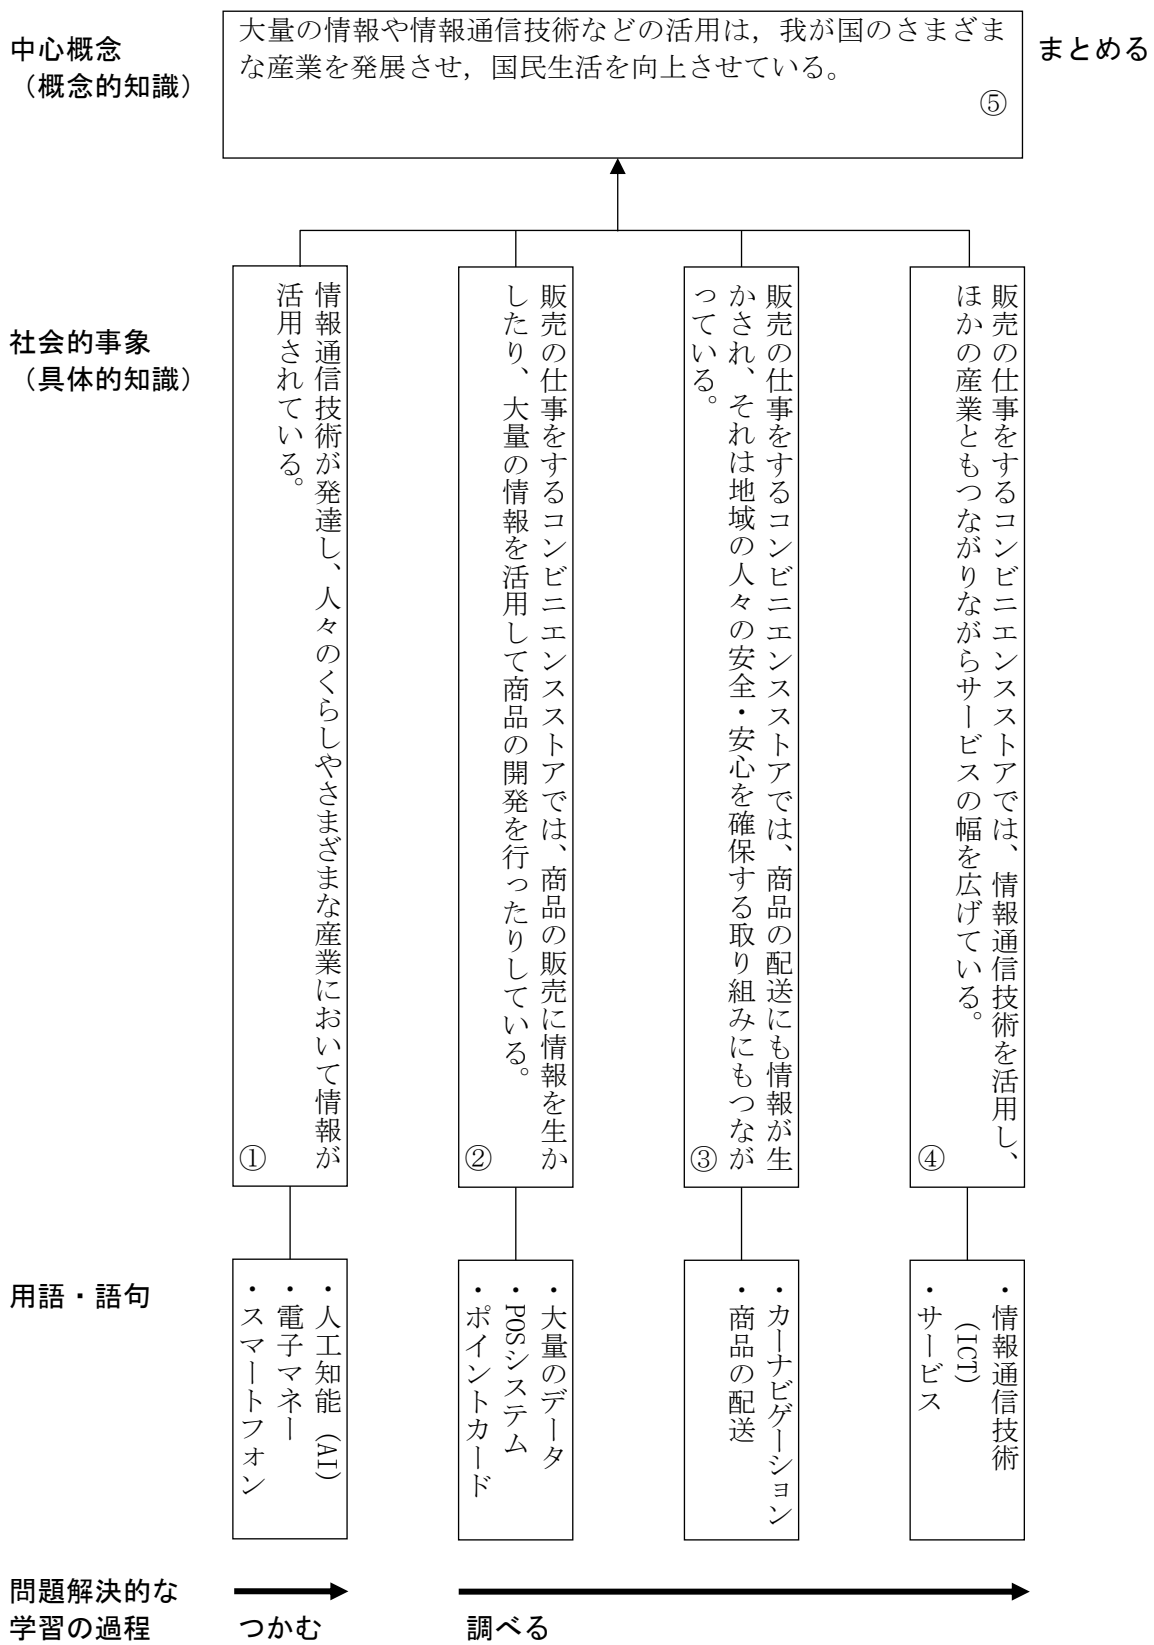 中心概念
（概念的知識）
大量の情報や情報通信技術などの活用は，我が国のさまざま
な産業を発展させ，国民生活を向上させている。
⑤
まとめる
社会的事象
（具体的知識）
情報通信技術が発達し、人々のくらしやさまざまな産業において情報が
活用されている。
①
販売の仕事をするコンビニエンスストアでは、商品の販売に情報を生か
したり、大量の情報を活用して商品の開発を行ったりしている。
②
販売の仕事をするコンビニエンスストアでは、商品の配送にも情報が生
かされ、それは地域の人々の安全・安心を確保する取り組みにもつなが
っている。
③
販売の仕事をするコンビニエンスストアでは、情報通信技術を活用し、
ほかの産業ともつながりながらサービスの幅を広げている。
④
用語・語句
・人工知能（AI）
・電子マネー
・スマートフォン
・大量のデータ
・POSシステム
・ポイントカード
・カーナビゲーション
・商品の配送
・情報通信技術
（ICT）
・サービス
問題解決的な
学習の過程
つかむ
調べる